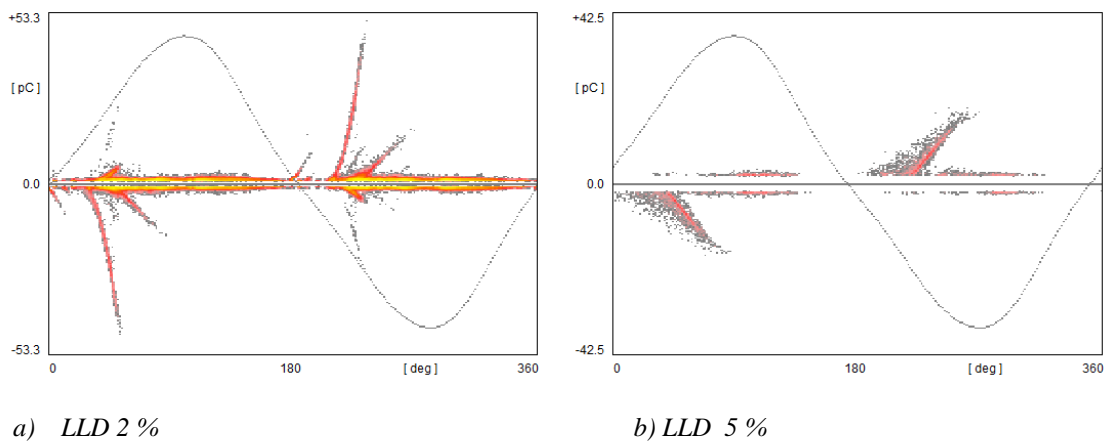 +53.3
[ pC ]
0.0
-53.3
0
180
[ deg ]
360
+42.5
[ pC ]
0.0
-42.5
0
180
[ deg ]
360
a) LLD 2 %
b) LLD 5 %